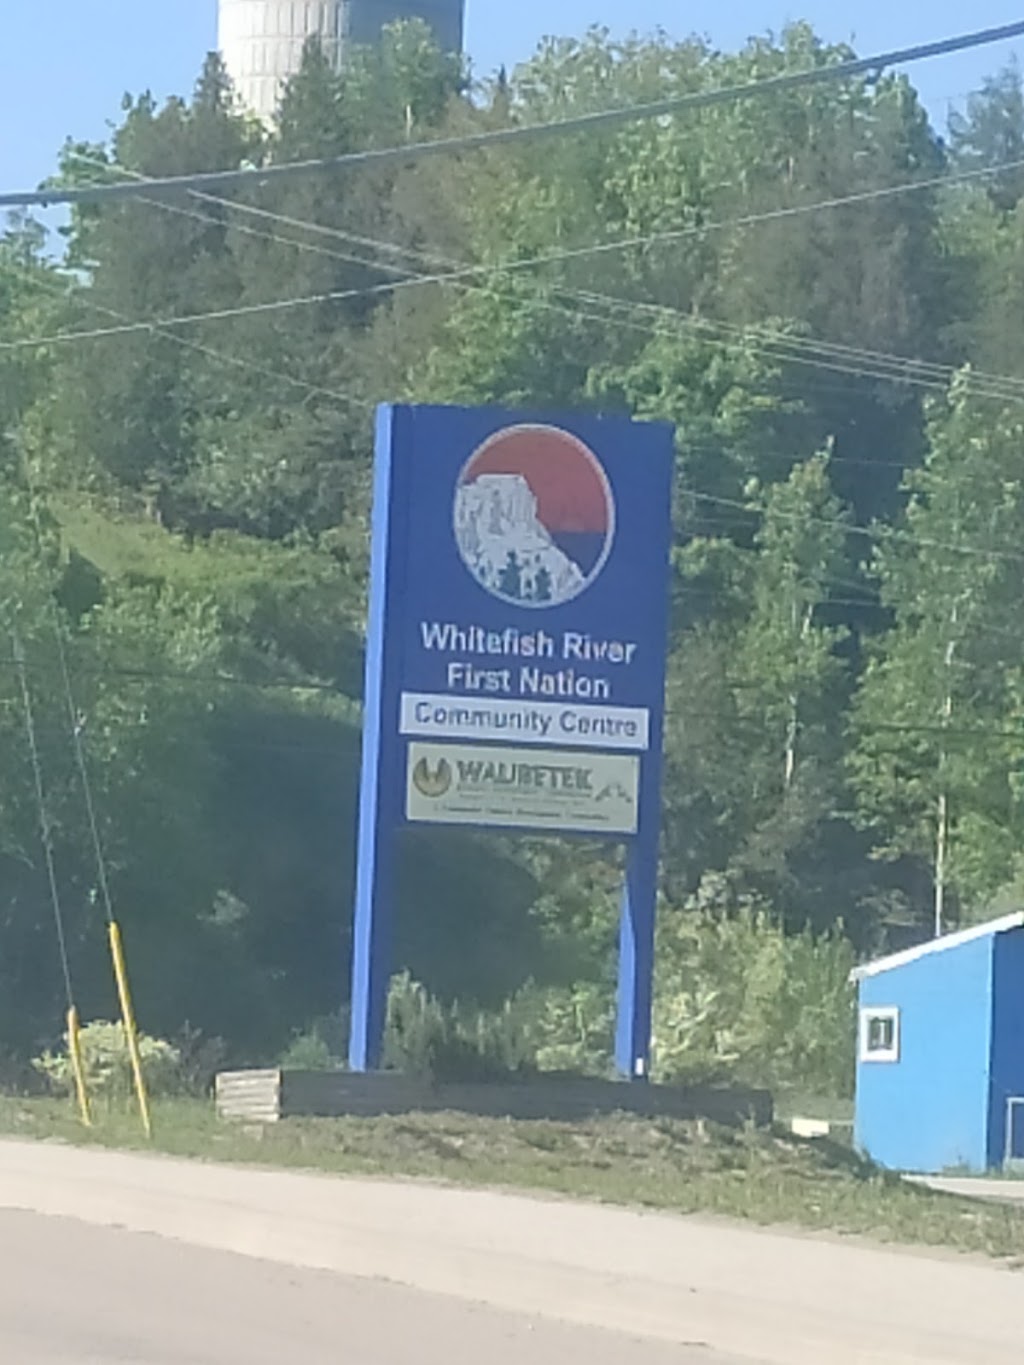 Whitefish River
First Nation
Community Centre
WAUBETEK